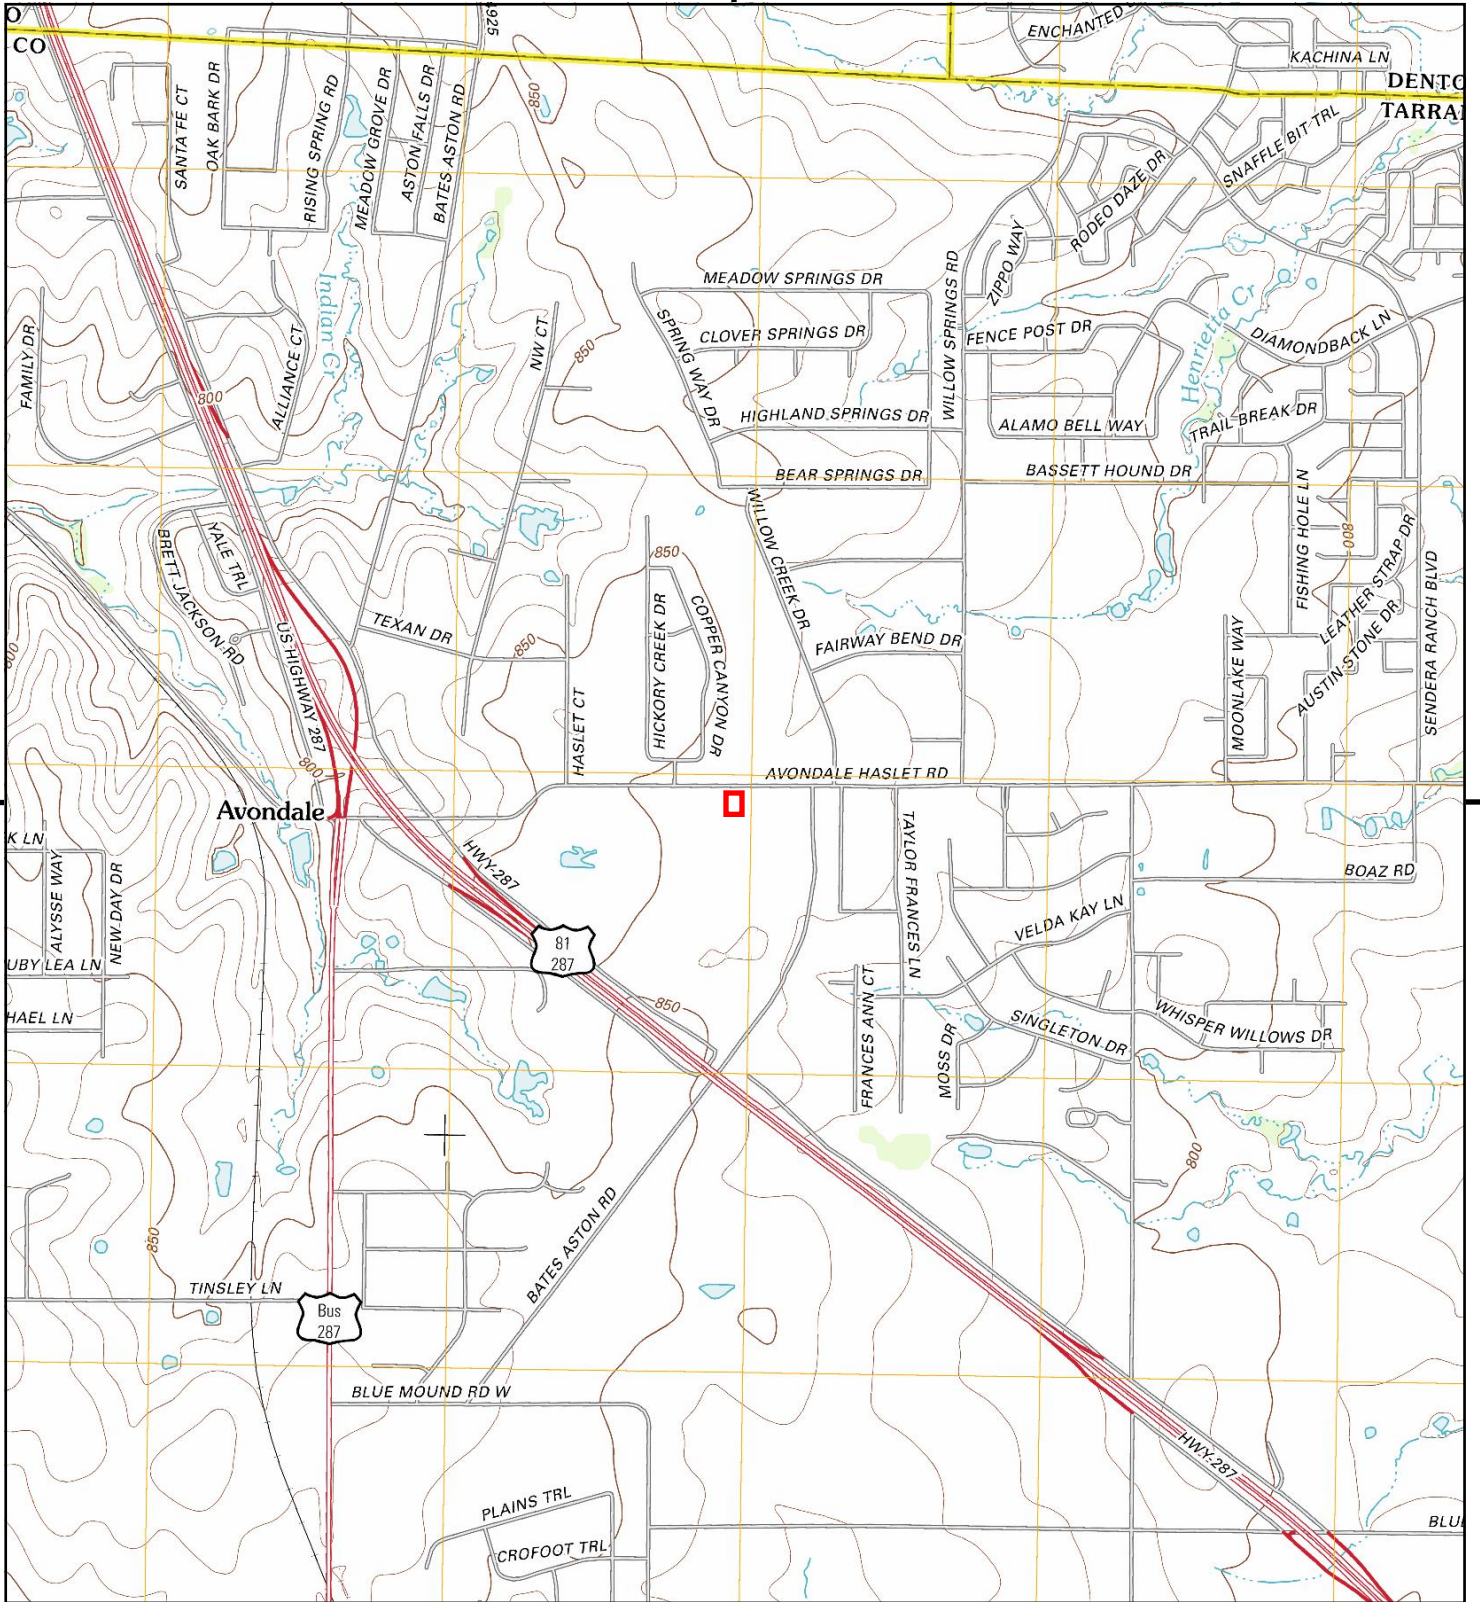 O
CO
1925
ENCHANTED
KACHINA LN
DENTO
TARRA
SANTA FE CT
OAK BARK DR
RISING SPRING RD
MEADOW GROVE DR
ASTON FALLS DR
BATES ASTON RD
850
SNAFFLE BIT TRL
RODEO DAZE DR
ZIPPO WAY
WILLOW SPRINGS RD
MEADOW SPRINGS DR
CLOVER SPRINGS DR
SPRING WAY DR
HIGHLAND SPRINGS DR
BEAR SPRINGS DR
FENCE POST DR
Henrietta Cr
DIAMONDBACK LN
ALAMO BELL WAY
TRAIL BREAK DR
BASSETT HOUND DR
Indian Cr
FAMILY DR
800
ALLIANCE CT
NW CT
850
YALE TRL
BRETT JACKSON RD
US HIGHWAY 287
TEXAN DR
850
850
HASLET CT
HICKORY CREEK DR
COPPER CANYON DR
WILLOW CREEK DR
FAIRWAY BEND DR
FISHING HOLE LN
800
LEATHER STRAP DR
AUSTIN STONE DR
SENDERA RANCH BLVD
MOONLAKE WAY
800
800
AVONDALE HASLET RD
Avondale
K LN
ALYSSE WAY
NEW DAY DR
UBY LEA LN
HAEL LN
HWY 287
81
287
TAYLOR FRANCES LN
BOAZ RD
VELDA KAY LN
850
FRANCES ANN CT
MOSS DR
SINGLETON DR
WHISPER WILLOWS DR
800
850
BATES ASTON RD
TINSLEY LN
Bus
287
BLUE MOUND RD W
HWY 287
PLAINS TRL
CROFOOT TRL
BLU